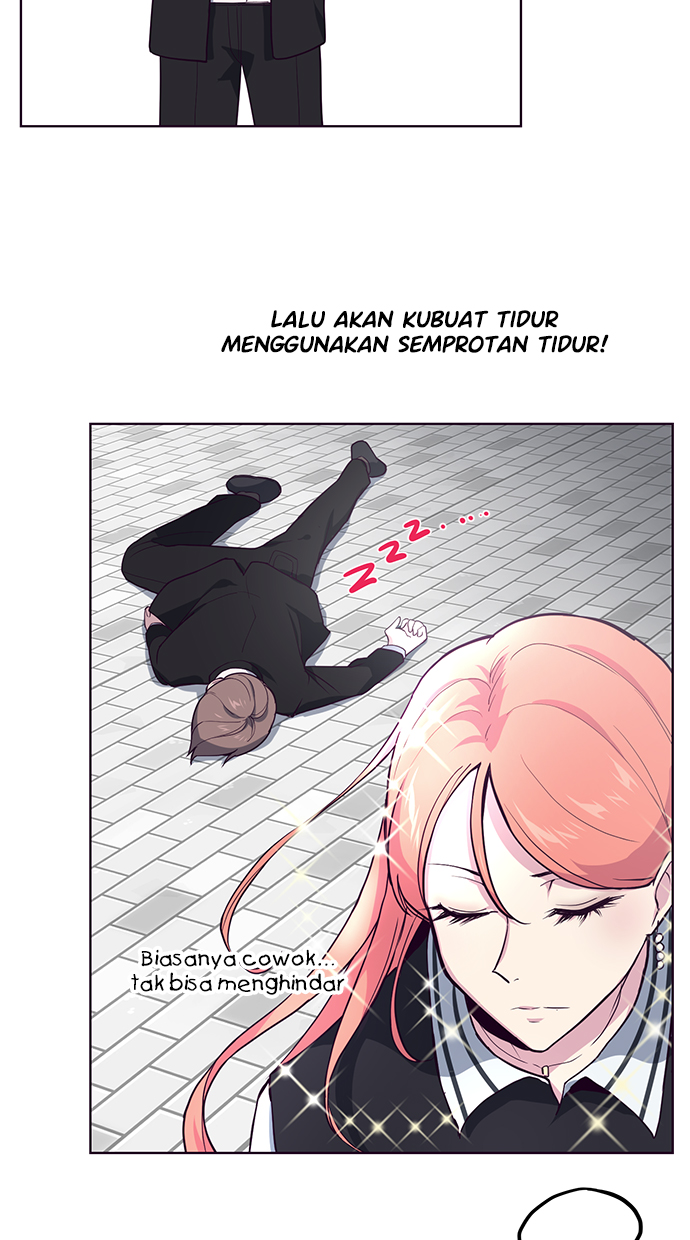 LALU AKAN KUBUAT TIDUR
MENGGUNAKAN SEMPROTAN TIDUR!
ZZZ....
Biasanya cowok...
tak bisa menghindar